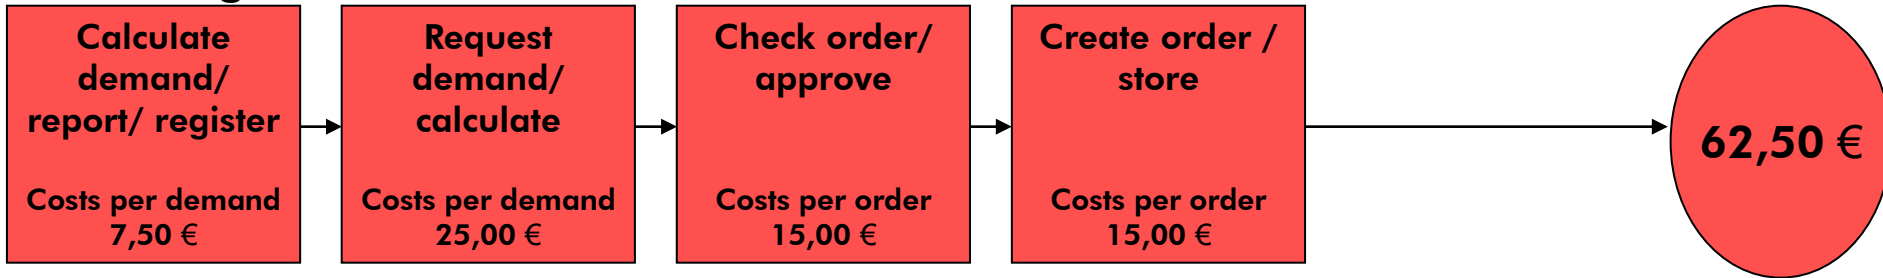 Calculate
demand/
report/ register
Costs per demand
7,50 €
Request
demand/
calculate
Costs per demand
25,00 €
Check order/
approve
Costs per order
15,00 €
Create order /
store
Costs per order
15,00 €
62,50 €